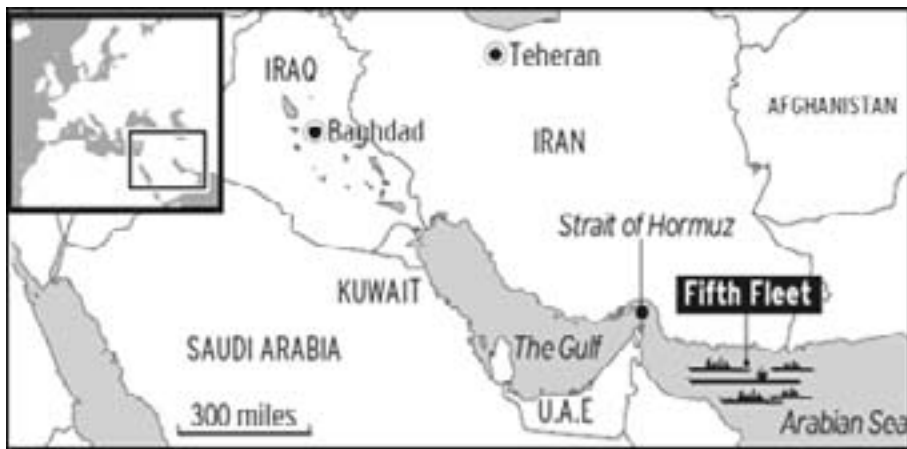 Teheran
IRAQ
AFGHANISTAN
Baghdad
IRAN
Strait of Hormuz
KUWAIT
Fifth Fleet
SAUDI ARABIA
The Gulf
300 miles
U.A.E
Arabian Sea